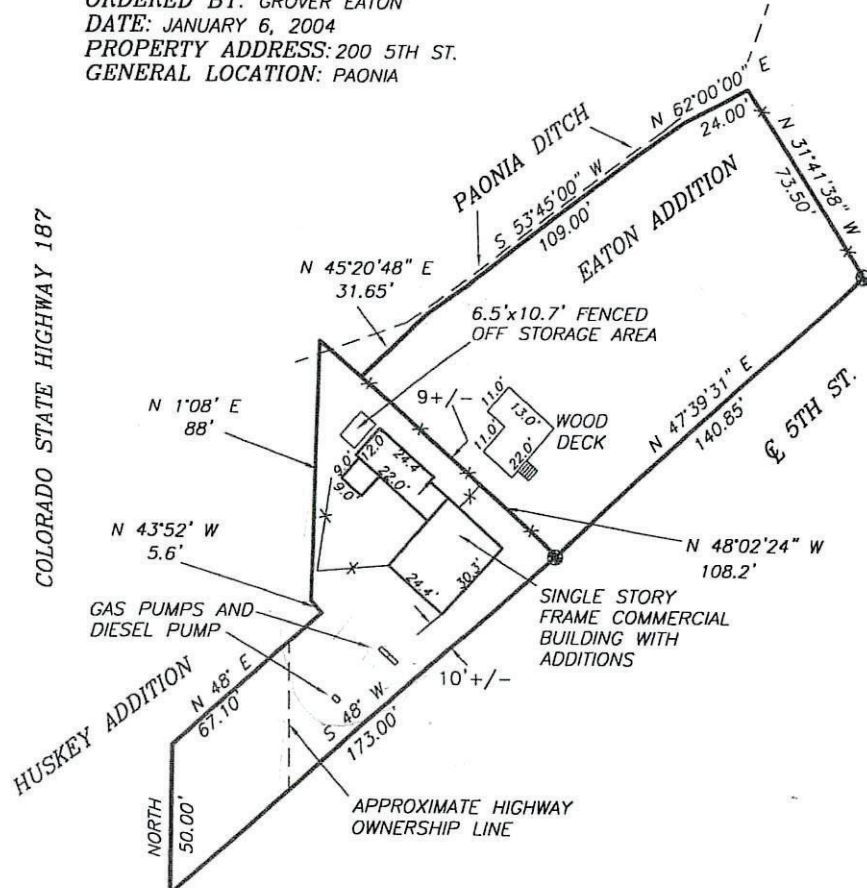 ORDERED BY: GROVER EATON
DATE: JANUARY 6, 2004
PROPERTY ADDRESS: 200 5TH ST.
GENERAL LOCATION: PAONIA
N 62°00'00" E
24.00'
PAONIA DITCH
S 53°45'00" W
109.00'
N 31°41'38" W
73.50'
EATON ADDITION
COLORADO STATE HIGHWAY 187
N 45°20'48" E
31.65'
6.5'x10.7' FENCED
OFF STORAGE AREA
N 1°08' E
88'
9+/-
11.0'
13.0'
11.0'
22.0'
WOOD
DECK
N 47°39'31" E
140.85'
℄ 5TH ST.
12.0'
24.4
9.0'
22.0'
9.0'
N 43°52' W
5.6'
N 48°02'24" W
108.2'
24.4'
30.3'
SINGLE STORY
FRAME COMMERCIAL
BUILDING WITH
ADDITIONS
GAS PUMPS AND
DIESEL PUMP
10'+/-
HUSKEY ADDITION
N 48° E
67.10'
S 48° W
173.00'
NORTH
50.00'
APPROXIMATE HIGHWAY
OWNERSHIP LINE